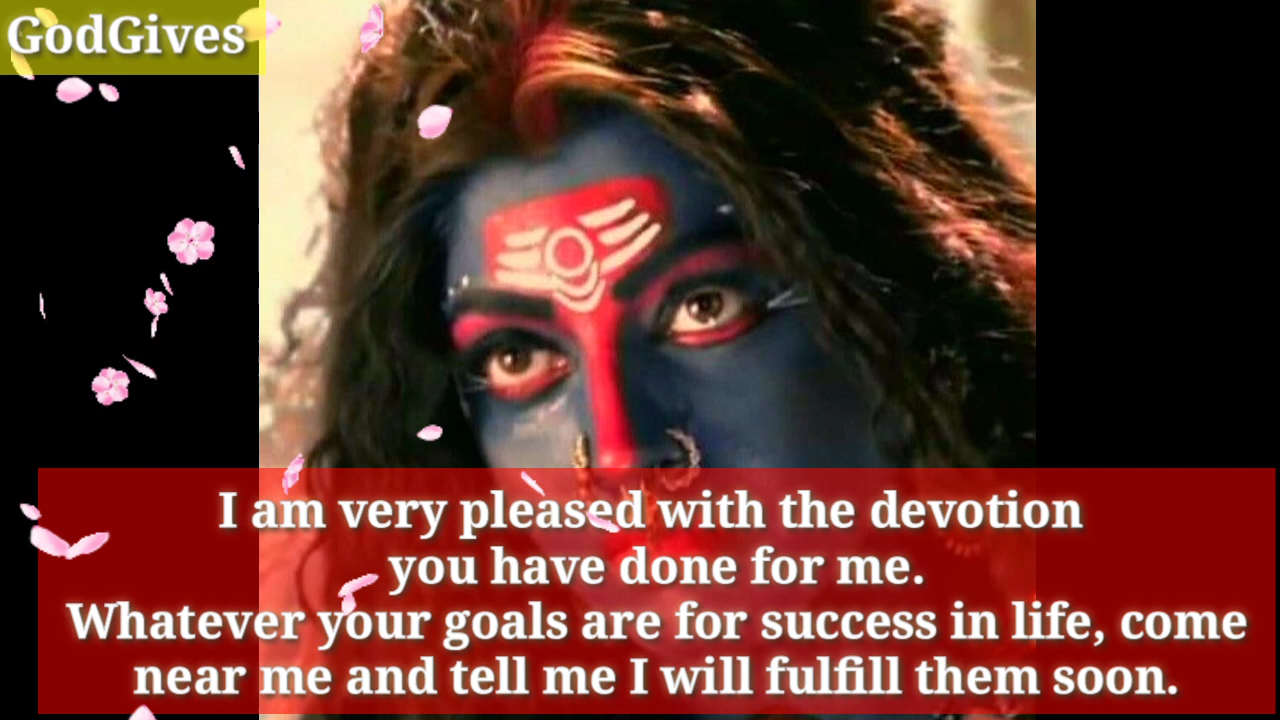 GodGives
I am very pleased with the devotion
you have done for me.
Whatever your goals are for success in life, come
near me and tell me I will fulfill them soon.